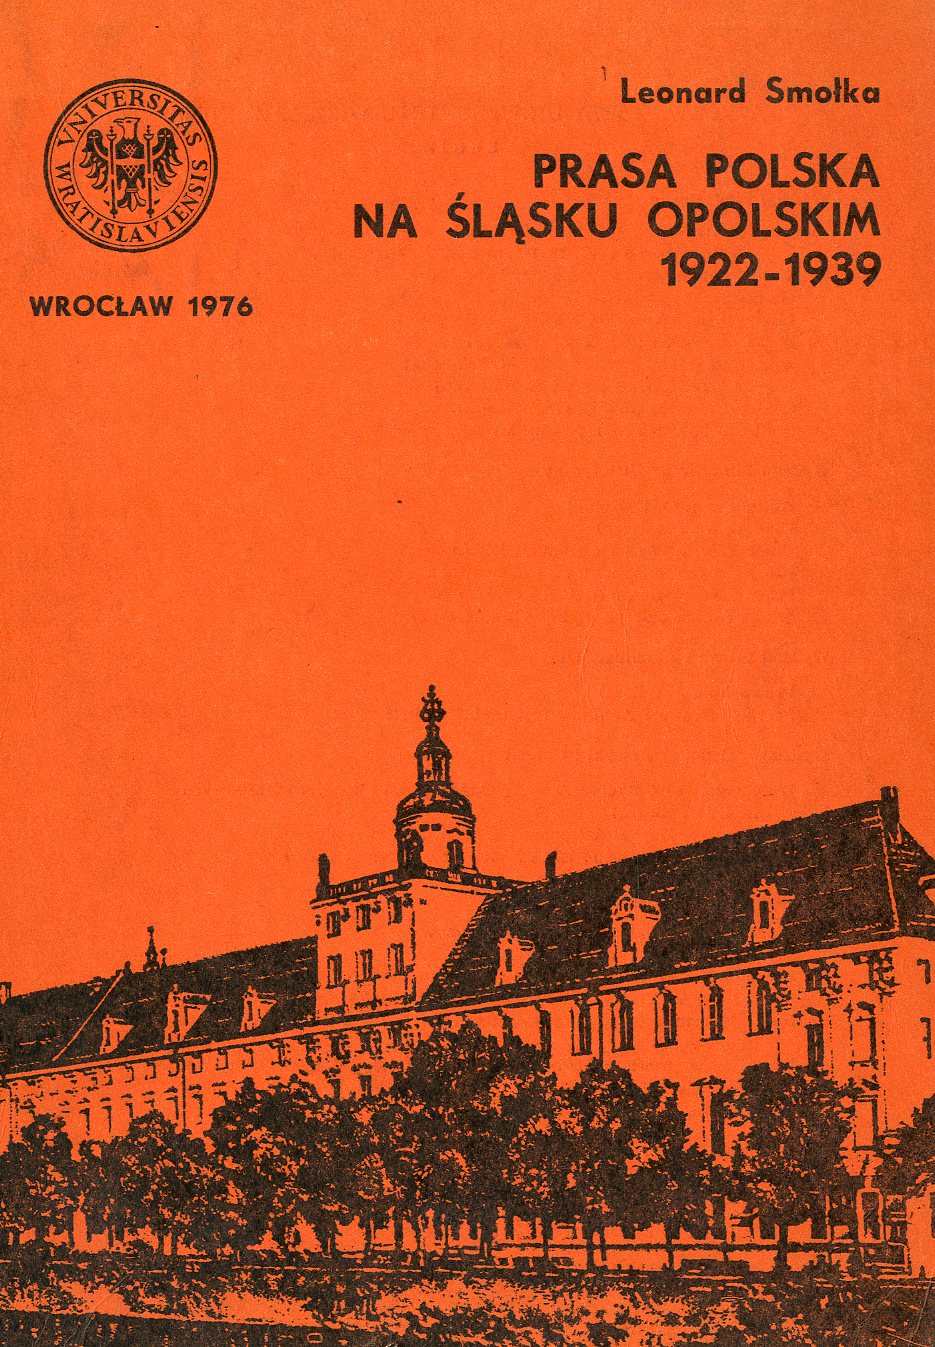 Leonard Smołka
PRASA POLSKA
NA ŚLĄSKU OPOLSKIM
1922-1939
VNIVERSITAS
WRATISLAVIENSIS
WROCŁAW 1976